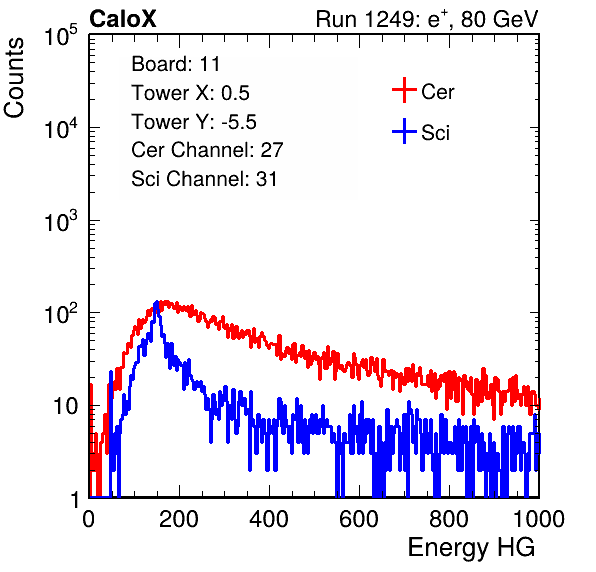 CaloX
Run 1249: e+, 80 GeV
Board: 11
Tower X: 0.5
Tower Y: -5.5
Cer Channel: 27
Sci Channel: 31
Cer
Sci
Counts
10^5
10^4
10^3
10^2
10
1
0 200 400 600 800 1000
Energy HG